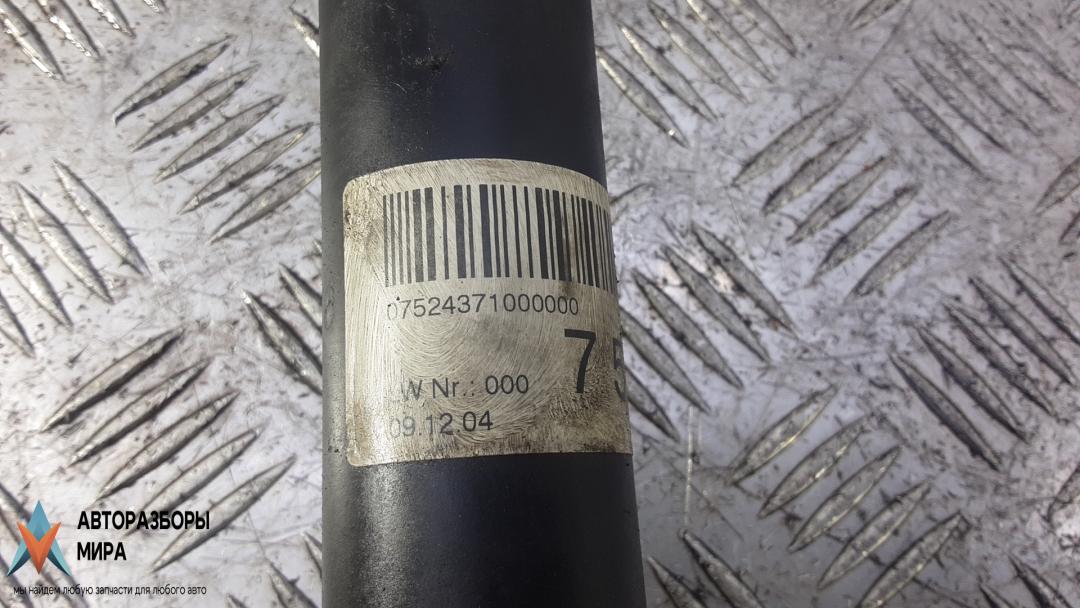 07524371000000
7
W Nr.: 000
09.12 04
АВТОРАЗБОРЫ
МИРА
мы найдем любую запчасти для любого авто